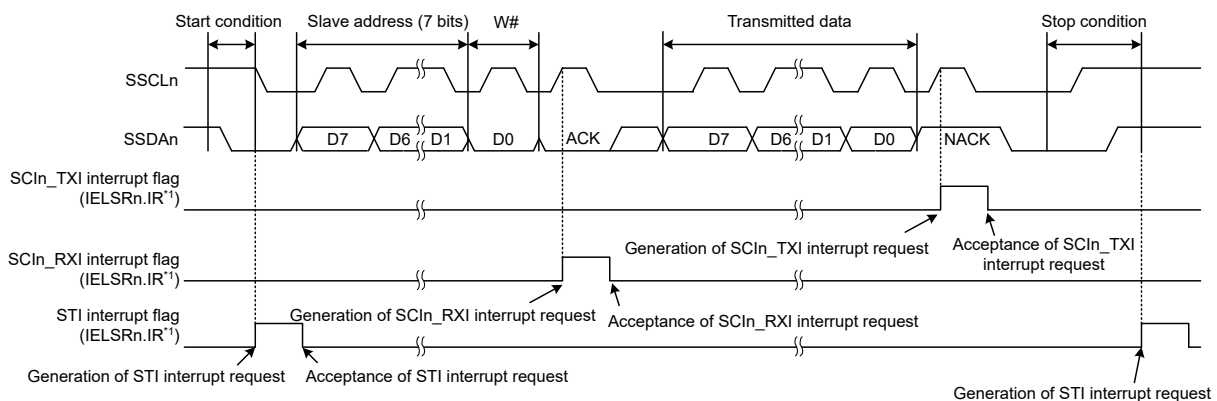 Start condition
Slave address (7 bits)
W#
Transmitted data
Stop condition
SSCLn
SSDAn
D7
D6
D1
D0
ACK
D7
D6
D1
D0
NACK
SCIn_TXI interrupt flag
(IELSRn.IR*1)
Generation of SCIn_TXI interrupt request
Acceptance of SCIn_TXI
interrupt request
SCIn_RXI interrupt flag
(IELSRn.IR*1)
Generation of SCIn_RXI interrupt request
Acceptance of SCIn_RXI interrupt request
STI interrupt flag
(IELSRn.IR*1)
Generation of STI interrupt request
Acceptance of STI interrupt request
Generation of STI interrupt request